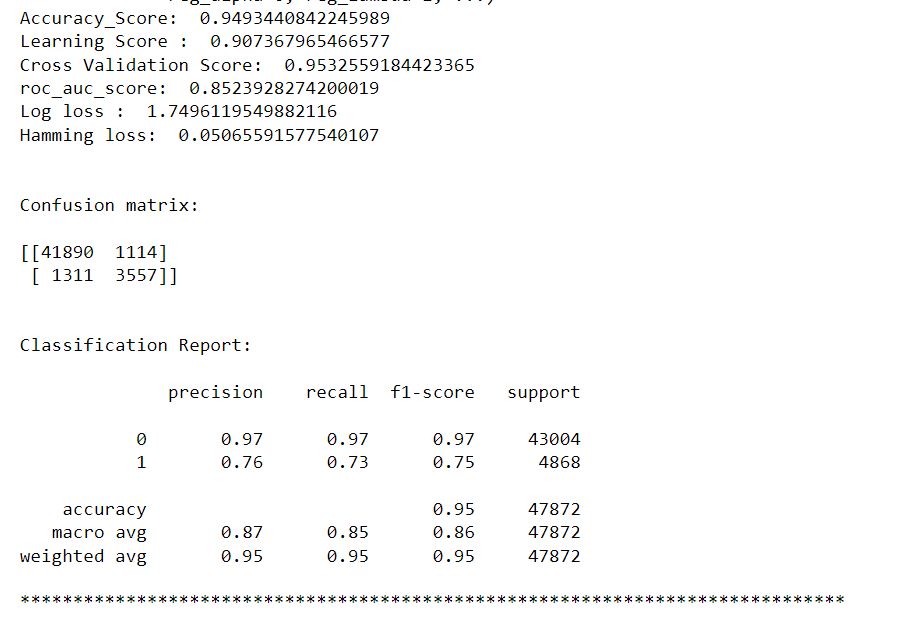 Accuracy_Score:  0.9493440842245989
Learning Score :  0.907367965466577
Cross Validation Score:  0.9532559184423365
roc_auc_score:  0.8523928274200019
Log loss :  1.7496119549882116
Hamming loss:  0.05065591577540107
Confusion matrix:
[[41890  1114]
 [ 1311  3557]]
Classification Report:
              precision    recall  f1-score   support
           0       0.97      0.97      0.97     43004
           1       0.76      0.73      0.75      4868
    accuracy                           0.95     47872
   macro avg       0.87      0.85      0.86     47872
weighted avg       0.95      0.95      0.95     47872
******************************************************************************